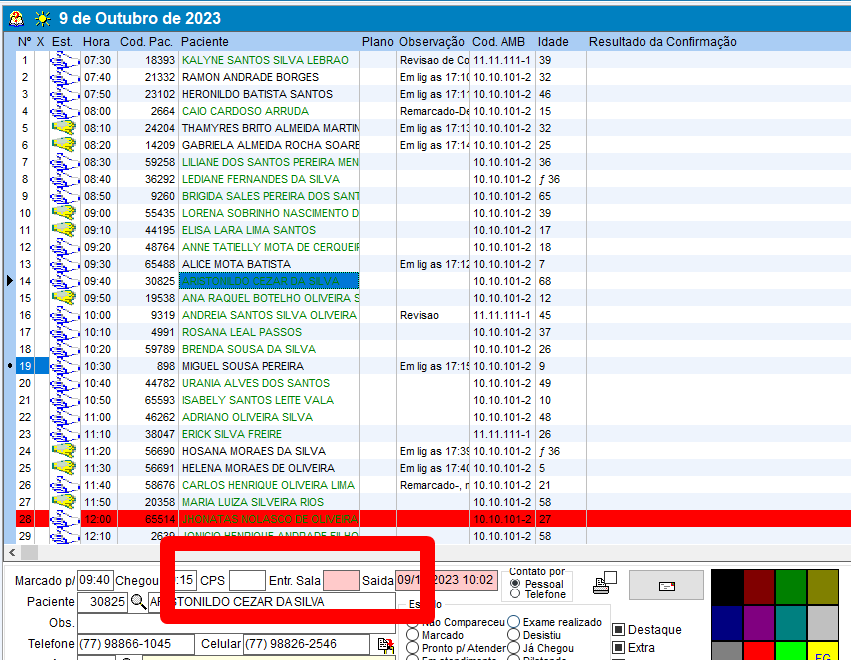 9 de Outubro de 2023
Nº X Est. Hora Cod. Pac. Paciente Plano Observação Cod. AMB Idade Resultado da Confirmação
1 07:30 18393 KALYNE SANTOS SILVA LEBRAO Revisao de Co 11.11.111-1 39
2 07:40 21332 RAMON ANDRADE BORGES Em lig as 17:10 10.10.101-2 32
3 07:50 23102 HERONILDO BATISTA SANTOS Em lig as 17:11 10.10.101-2 46
4 08:00 2664 CAIO CARDOSO ARRUDA Remarcado-De 10.10.101-2 15
5 08:10 24204 THAMYRES BRITO ALMEIDA MARTIN Em lig as 17:13 10.10.101-2 32
6 08:20 14209 GABRIELA ALMEIDA ROCHA SOARE Em lig as 17:14 10.10.101-2 25
7 08:30 59258 LILIANE DOS SANTOS PEREIRA MEN 10.10.101-2 36
8 08:40 36292 LEDIANE FERNANDES DA SILVA 10.10.101-2 ƒ 36
9 08:50 9260 BRIGIDA SALES PEREIRA DOS SANT 10.10.101-2 65
10 09:00 55435 LORENA SOBRINHO NASCIMENTO D 10.10.101-2 39
11 09:10 44195 ELISA LARA LIMA SANTOS 10.10.101-2 17
12 09:20 48764 ANNE TATIELLY MOTA DE CERQUEIF 10.10.101-2 18
13 09:30 65488 ALICE MOTA BATISTA Em lig as 17:12 10.10.101-2 7
14 09:40 30825 ARISTONILDO CEZAR DA SILVA 10.10.101-2 68
15 09:50 19538 ANA RAQUEL BOTELHO OLIVEIRA S 10.10.101-2 12
16 10:00 9319 ANDREIA SANTOS SILVA OLIVEIRA Revisao 11.11.111-1 45
17 10:10 4991 ROSANA LEAL PASSOS 10.10.101-2 37
18 10:20 59789 BRENDA SOUSA DA SILVA 10.10.101-2 26
19 10:30 898 MIGUEL SOUSA PEREIRA Em lig as 17:15 10.10.101-2 9
20 10:40 44782 URANIA ALVES DOS SANTOS 10.10.101-2 49
21 10:50 65593 ISABELY SANTOS LEITE VALA 10.10.101-2 10
22 11:00 46262 ADRIANO OLIVEIRA SILVA 10.10.101-2 48
23 11:10 38047 ERICK SILVA FREIRE 11.11.111-1 26
24 11:20 56690 HOSANA MORAES DA SILVA Em lig as 17:39 10.10.101-2 ƒ 36
25 11:30 56691 HELENA MORAES DE OLIVEIRA Em lig as 17:40 10.10.101-2 5
26 11:40 58676 CARLOS HENRIQUE OLIVEIRA LIMA Remarcado-, r 10.10.101-2 21
27 11:50 20358 MARIA LUIZA SILVEIRA RIOS 10.10.101-2 58
28 12:00 65514 JHONATAS NOLASCO DE OLIVEIRA 10.10.101-2 27
29 12:10 2639 JONICIO HENRIQUE ANDRADE FILHO 10.10.101-2 58
Marcado p/ 09:40 Chegou :15 CPS Entr. Sala Saida 09/1 2023 10:02 Contato por
Pessoal
Telefone
Paciente 30825 A STONILDO CEZAR DA SILVA
Obs. Não Compareceu Exame realizado
Marcado Desistiu Destaque
Telefone (77) 98866-1045 Celular (77) 98826-2546 Pronto p/ Atender Já Chegou Extra
EG